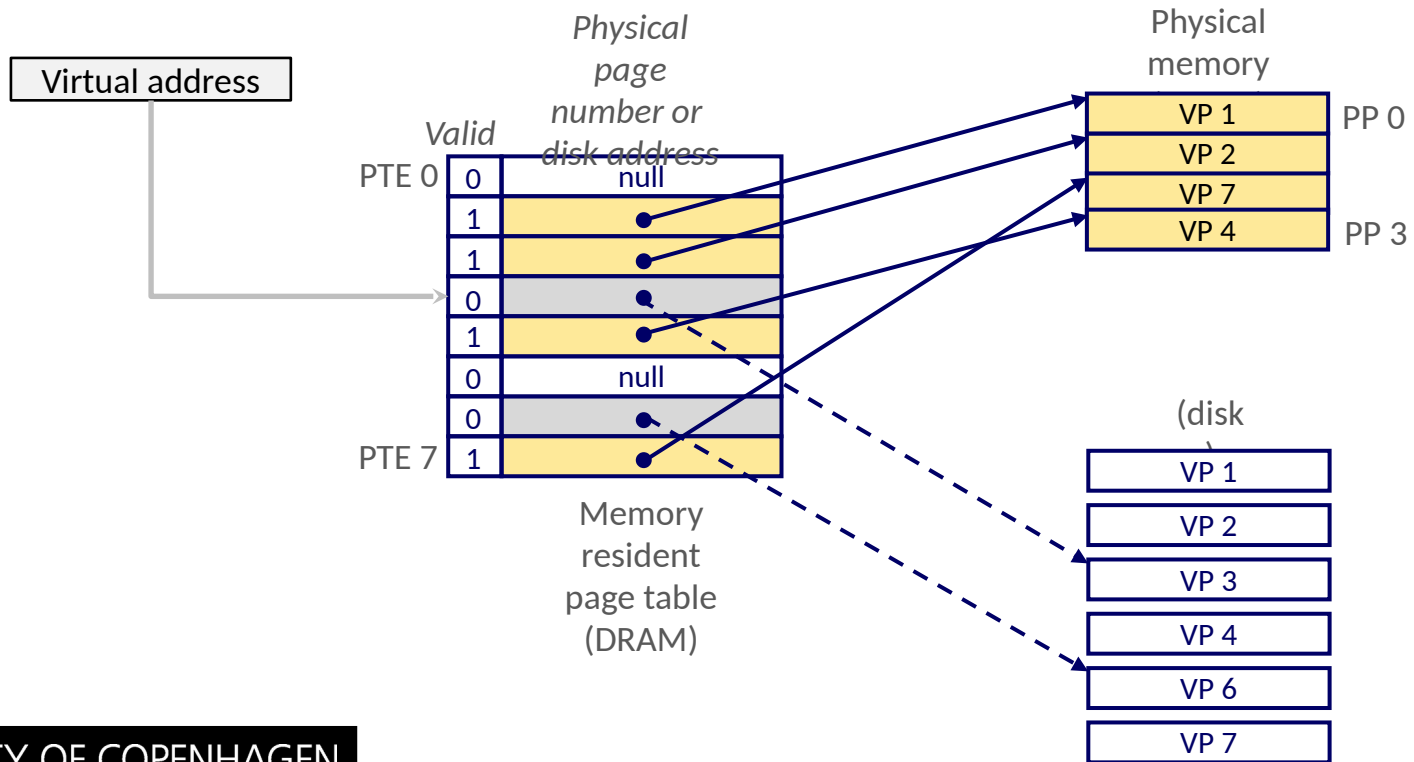 Physical
page
number or
disk address
Physical
memory
Virtual address
Valid
PTE 0
0
null
1
1
0
1
0
null
0
PTE 7
1
VP 1
PP 0
VP 2
VP 7
VP 4
PP 3
Memory
resident
page table
(DRAM)
(disk
VP 1
VP 2
VP 3
VP 4
VP 6
VP 7
OF COPENHAGEN